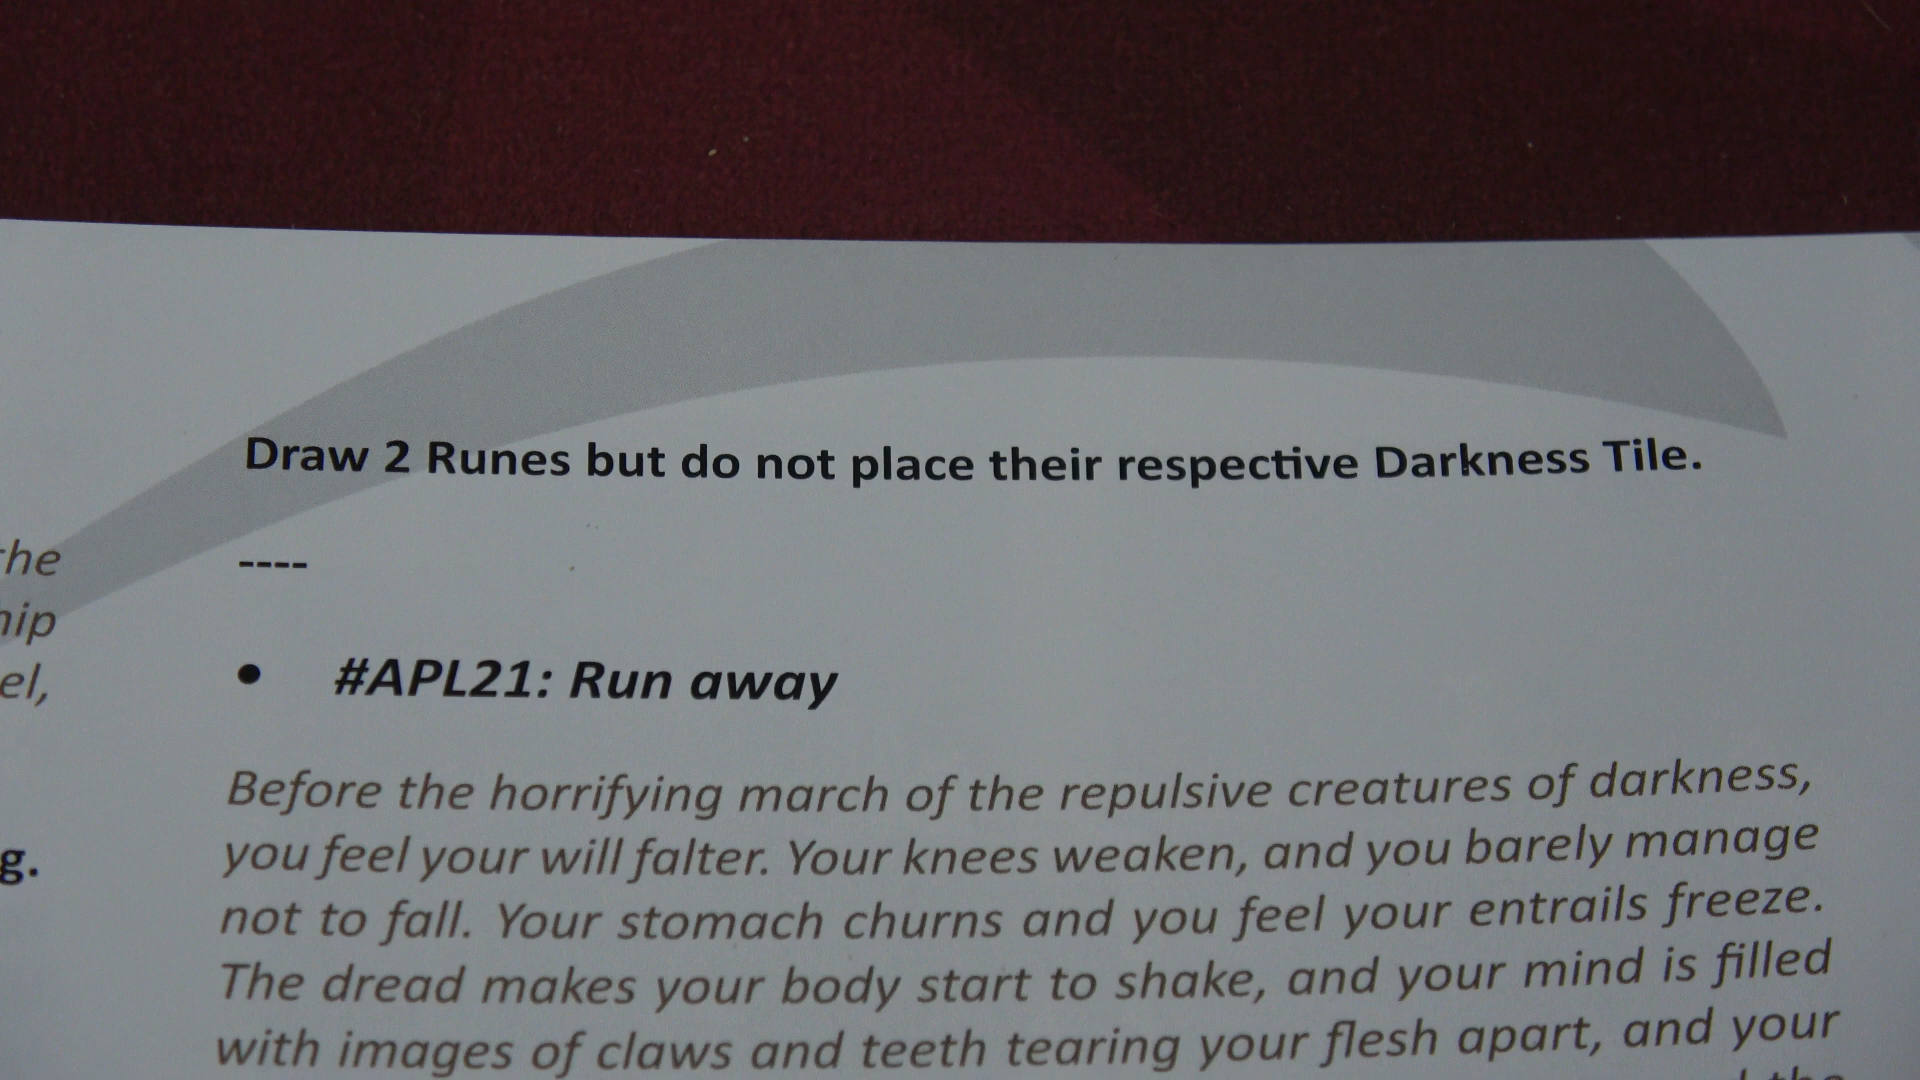 Draw 2 Runes but do not place their respective Darkness Tile.
----
• #APL21: Run away
Before the horrifying march of the repulsive creatures of darkness,
you feel your will falter. Your knees weaken, and you barely manage
not to fall. Your stomach churns and you feel your entrails freeze.
The dread makes your body start to shake, and your mind is filled
with images of claws and teeth tearing your flesh apart, and your